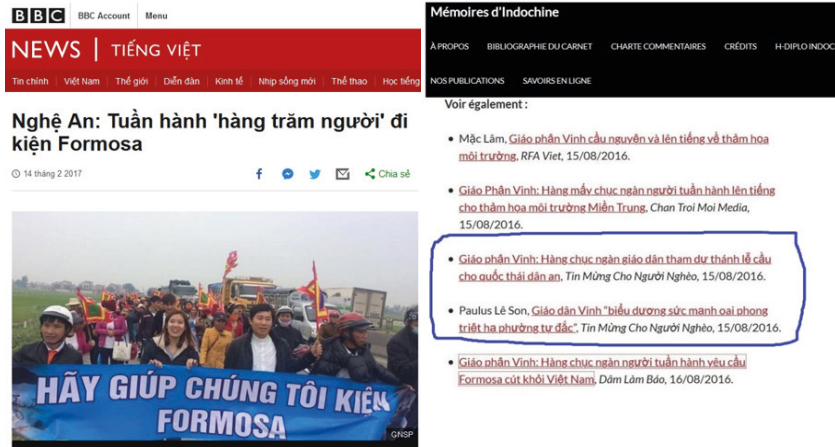 BBC BBC Account Menu
NEWS TIẾNG VIỆT
Tin chính Việt Nam Thế giới Diễn đàn Kinh tế Nhịp sống mới Thể thao Học tiếng
Nghệ An: Tuần hành 'hàng trăm người' đi
kiện Formosa
14 tháng 2 2017
Chia sẻ
HÃY GIÚP CHÚNG TÔI KIỆN
FORMOSA
GNSP
Mémoires d'Indochine
À PROPOS BIBLIOGRAPHIE DU CARNET CHARTE COMMENTAIRES CRÉDITS H-DIPLO INDOC
NOS PUBLICATIONS SAVOIRS EN LIGNE
Voir également :
• Mặc Lâm, Giáo phận Vinh cầu nguyện và lên tiếng về thảm họa
môi trường, RFA Viet, 15/08/2016.
• Giáo Phận Vinh: Hàng mấy chục ngàn người tuần hành lên tiếng
cho thảm họa môi trường Miền Trung, Chan Troi Moi Media,
15/08/2016.
• Giáo phận Vinh: Hàng chục ngàn giáo dân tham dự thánh lễ cầu
cho quốc thái dân an, Tin Mừng Cho Người Nghèo, 15/08/2016.
• Paulus Lê Son, Giáo dân Vinh "biểu dương sức mạnh oai phong
triệt hạ phường tự đắc", Tin Mừng Cho Người Nghèo, 15/08/2016.
• Giáo phận Vinh: Hàng chục ngàn người tuần hành yêu cầu
Formosa cút khỏi Việt Nam, Dân Làm Báo, 16/08/2016.